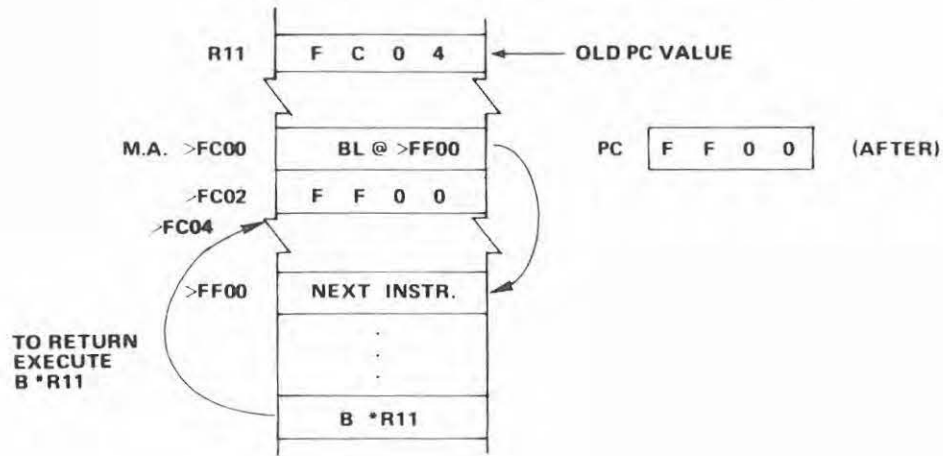 R11 F C 0 4 OLD PC VALUE
M.A. >FC00 BL @ >FF00 PC F F 0 0 (AFTER)
>FC02 F F 0 0
>FC04
>FF00 NEXT INSTR.
.
.
.
TO RETURN
EXECUTE
B *R11
B *R11